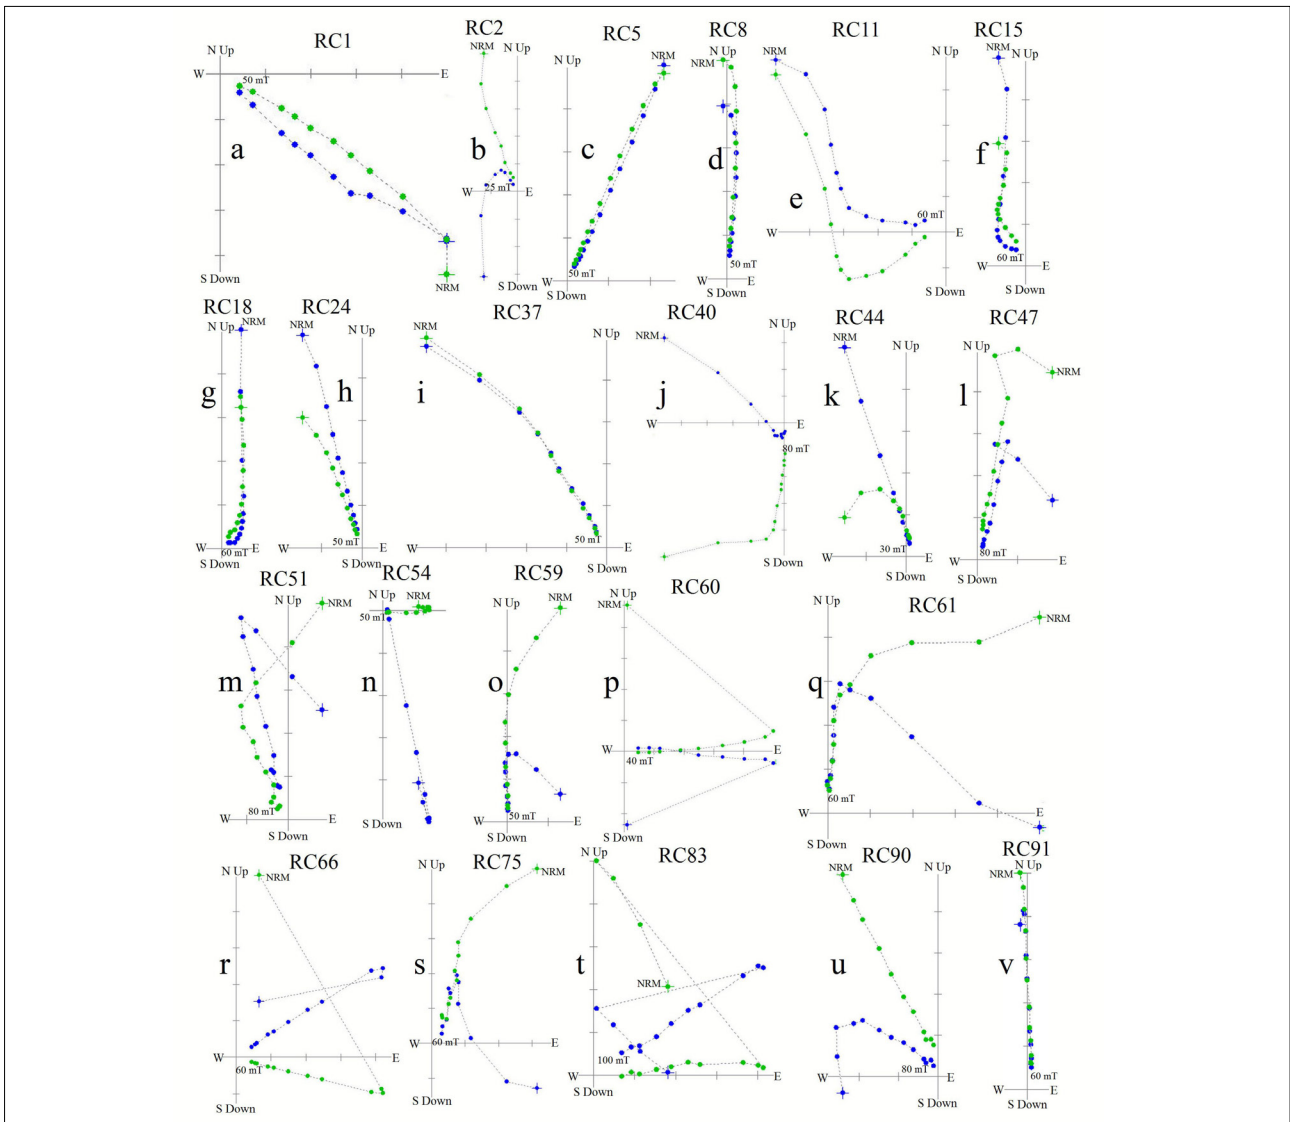 RC1
N Up
W
E
50 mT
a
S Down
NRM
RC2
NRM
N Up
b
W
25 mT
E
S Down
RC5
N Up
NRM
c
50 mT
W
E
S Down
RC8
N Up
NRM
d
50 mT
W
E
S Down
RC11
NRM
N Up
e
60 mT
W
E
S Down
RC15
NRM
N Up
f
60 mT
W
E
S Down
RC18
N Up
NRM
g
W
60 mT
E
S Down
RC24
NRM
N Up
h
W
50 mT
E
S Down
RC37
NRM
N Up
i
50 mT
W
E
S Down
RC40
N Up
NRM
j
W
E
80 mT
S Down
RC44
NRM
N Up
k
30 mT
W
E
S Down
RC47
N Up
NRM
l
80 mT
W
E
S Down
RC51
N Up
NRM
m
80 mT
W
E
S Down
RC54
N Up
NRM
50 mT
n
S Down
RC59
N Up
NRM
o
50 mT
W
E
S Down
RC60
N Up
NRM
p
W
E
40 mT
S Down
RC61
N Up
NRM
q
60 mT
W
E
S Down
RC66
N Up
NRM
r
W
E
60 mT
S Down
RC75
N Up
NRM
s
W
60 mT
E
S Down
RC83
N Up
NRM
t
100 mT
W
E
S Down
RC90
NRM
N Up
u
80 mT
W
E
S Down
RC91
N Up
NRM
v
60 mT
W
E
S Down